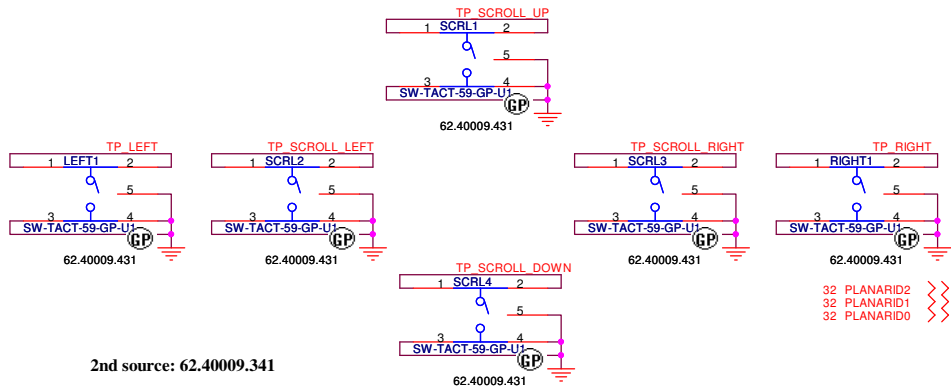 TP_SCROLL_UP
1 SCRL1 2
5
3 4
SW-TACT-59-GP-U1
GP
62.40009.431
TP_LEFT
1 LEFT1 2
5
3 4
SW-TACT-59-GP-U1
GP
62.40009.431
TP_SCROLL_LEFT
1 SCRL2 2
5
3 4
SW-TACT-59-GP-U1
GP
62.40009.431
TP_SCROLL_RIGHT
1 SCRL3 2
5
3 4
SW-TACT-59-GP-U1
GP
62.40009.431
TP_RIGHT
1 RIGHT1 2
5
3 4
SW-TACT-59-GP-U1
GP
62.40009.431
TP_SCROLL_DOWN
1 SCRL4 2
5
3 4
SW-TACT-59-GP-U1
GP
62.40009.431
32 PLANARID2
32 PLANARID1
32 PLANARID0
2nd source: 62.40009.341